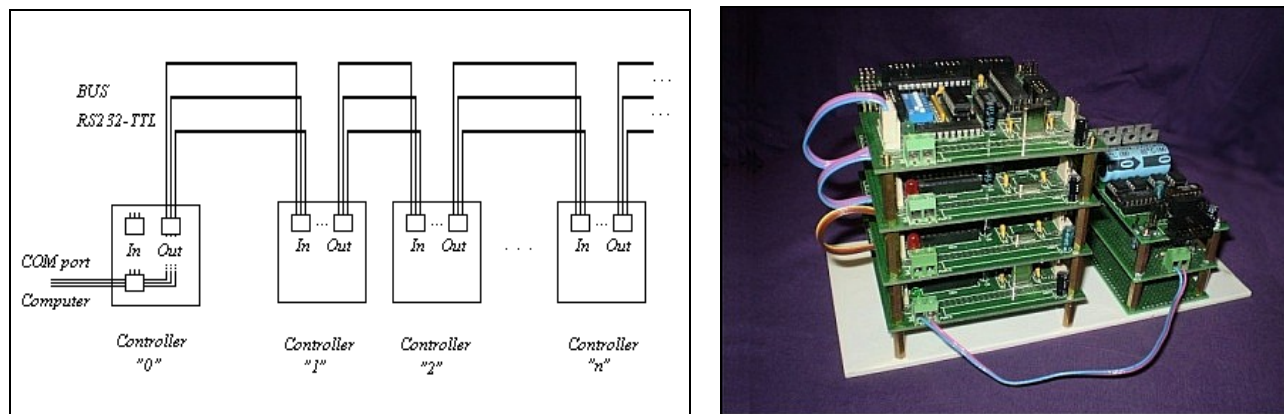 BUS
RS232-TTL
...
...
In Out
In ... Out
In ... Out
...
In ... Out
COM port
Computer
Controller "0"
Controller "1"
Controller "2"
Controller "n"